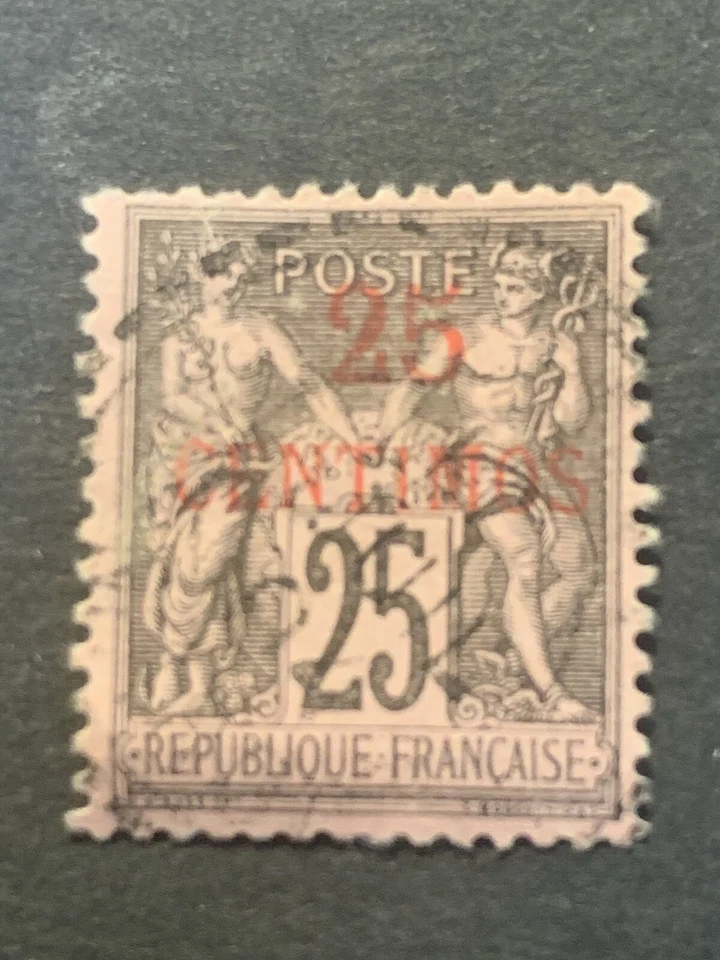 POSTE
25
CENTIMOS
25
REPUBLIQUE·FRANÇAISE